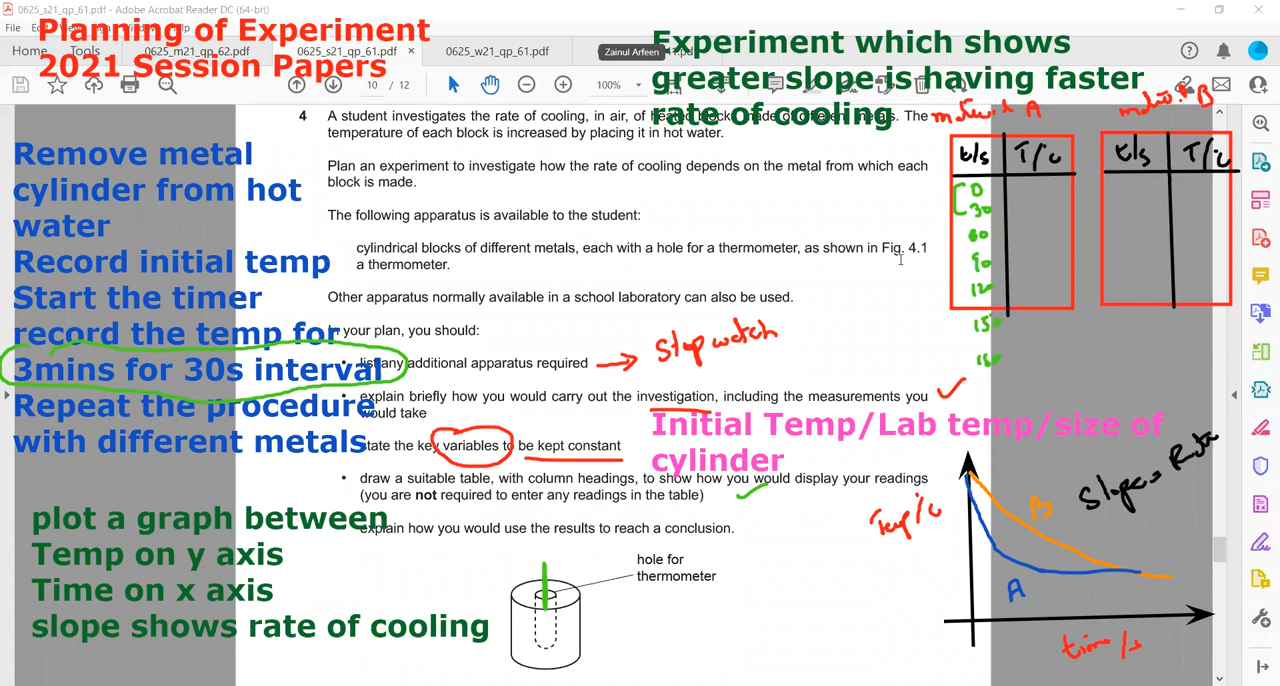 0625_s21_qp_61.pdf - Adobe Acrobat Reader DC (64-bit)
Planning of Experiment
2021 Session Papers
File
Home Tools 0625_m21_qp_62.pdf 0625_s21_qp_61.pdf × 0625_w21_qp_61.pdf
Zainul Arfeen
10 / 12 100%
Experiment which shows
greater slope is having faster
rate of cooling
4 A student investigates the rate of cooling, in air, of heated blocks made of different metals. The
temperature of each block is increased by placing it in hot water.
Plan an experiment to investigate how the rate of cooling depends on the metal from which each
block is made.
The following apparatus is available to the student:
cylindrical blocks of different metals, each with a hole for a thermometer, as shown in Fig. 4.1
a thermometer.
Other apparatus normally available in a school laboratory can also be used.
In your plan, you should:
• list any additional apparatus required
Stop watch
• explain briefly how you would carry out the investigation, including the measurements you
would take
• state the key variables to be kept constant
• draw a suitable table, with column headings, to show how you would display your readings
(you are not required to enter any readings in the table)
• explain how you would use the results to reach a conclusion.
hole for
thermometer
Remove metal
cylinder from hot
water
Record initial temp
Start the timer
record the temp for
3mins for 30s interval
Repeat the procedure
with different metals
plot a graph between
Temp on y axis
Time on x axis
slope shows rate of cooling
Initial Temp/Lab temp/size of
cylinder
A
B
t/s T/°c
t/s T/°c
0
30
60
90
120
150
Slope = Rate
Temp/°c
B
A
time/s